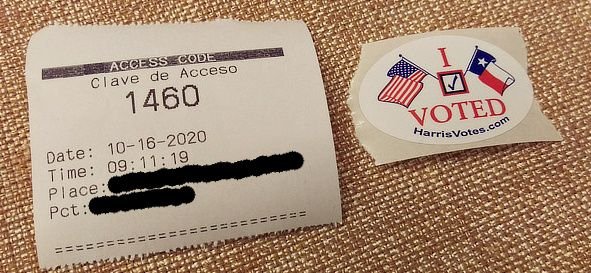 ACCESS CODE
Clave de Acceso
1460
Date: 10-16-2020
Time: 09:11:19
Place:
Pct:
==============================
I
VOTED
HarrisVotes.com